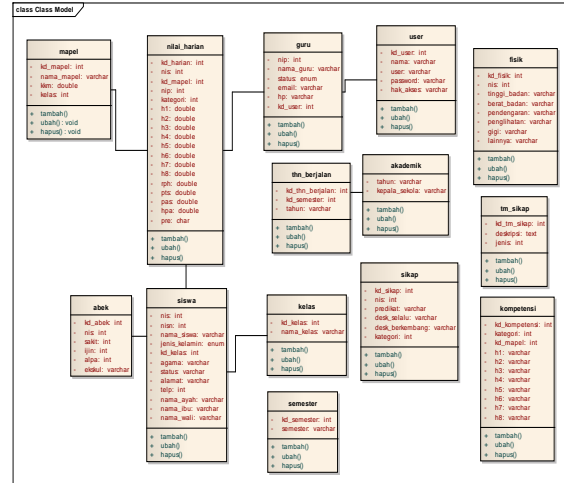 class Class Model
mapel
- kd_mapel: int
- nama_mapel: varchar
- kkm: double
- kelas: int
+ tambah()
+ ubah() : void
+ hapus() : void
nilai_harian
- kd_harian: int
- nis: int
- kd_mapel: int
- nip: int
- kategori: int
- h1: double
- h2: double
- h3: double
- h4: double
- h5: double
- h6: double
- h7: double
- h8: double
- rph: double
- pts: double
- pas: double
- hpa: double
- pre: char
+ tambah()
+ ubah()
+ hapus()
guru
- nip: int
- nama_guru: varchar
- status: enum
- email: varchar
- hp: varchar
- kd_user: int
+ tambah()
+ ubah()
+ hapus()
user
- kd_user: int
- nama: varchar
- user: varchar
- password: varchar
- hak_akses: varchar
+ tambah()
+ ubah()
+ hapus()
fisik
- kd_fisik: int
- nis: int
- tinggi_badan: varchar
- berat_badan: varchar
- pendengaran: varchar
- penglihatan: varchar
- gigi: varchar
- lainnya: varchar
+ tambah()
+ ubah()
+ hapus()
thn_berjalan
- kd_thn_berjalan: int
- kd_semester: int
- tahun: varchar
+ tambah()
+ ubah()
+ hapus()
akademik
- tahun: varchar
- kepala_sekola: varchar
+ tambah()
+ ubah()
+ hapus()
tm_sikap
- kd_tm_sikap: int
- deskripsi: text
- jenis: int
+ tambah()
+ ubah()
+ hapus()
abek
- kd_abek: int
- nis: int
- sakit: int
- ijin: int
- alpa: int
- ekskul: varchar
siswa
- nis: int
- nisn: int
- nama_siswa: varchar
- jenis_kelamin: enum
- kd_kelas: int
- agama: varchar
- status: varchar
- alamat: varchar
- telp: int
- nama_ayah: varchar
- nama_ibu: varchar
- nama_wali: varchar
+ tambah()
+ ubah()
+ hapus()
kelas
- kd_kelas: int
- nama_kelas: varchar
+ tambah()
+ ubah()
+ hapus()
sikap
- kd_sikap: int
- nis: int
- predikat: varchar
- desk_selalu: varchar
- desk_berkembang: varchar
- kategori: int
+ tambah()
+ ubah()
+ hapus()
kompetensi
- kd_kompetensi: int
- kategori: int
- kd_mapel: int
- h1: varchar
- h2: varchar
- h3: varchar
- h4: varchar
- h5: varchar
- h6: varchar
- h7: varchar
- h8: varchar
+ tambah()
+ ubah()
+ hapus()
semester
- kd_semester: int
- semester: varchar
+ tambah()
+ ubah()
+ hapus()